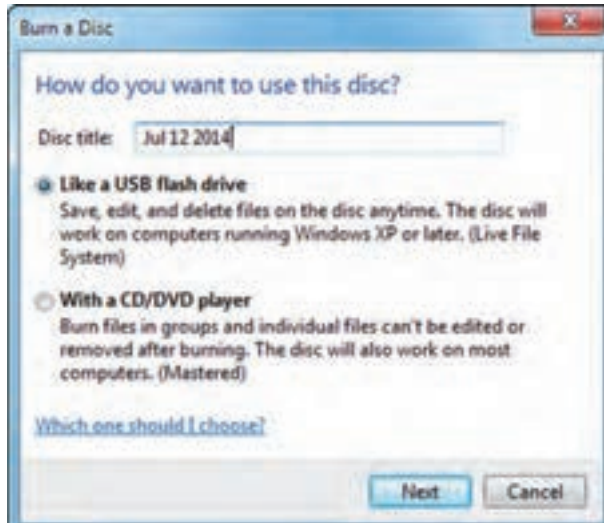 Burn a Disc
How do you want to use this disc?
Disc title: Jul 12 2014
Like a USB flash drive
Save, edit, and delete files on the disc anytime. The disc will
work on computers running Windows XP or later. (Live File
System)
With a CD/DVD player
Burn files in groups and individual files can't be edited or
removed after burning. The disc will also work on most
computers. (Mastered)
Which one should I choose?
Next Cancel